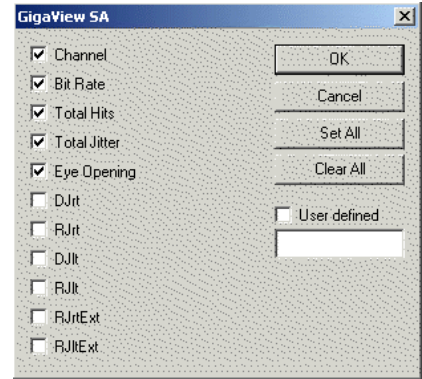 GigaView SA
Channel
Bit Rate
Total Hits
Total Jitter
Eye Opening
DJrt
RJrt
DJlt
RJlt
RJrtExt
RJltExt
OK
Cancel
Set All
Clear All
User defined